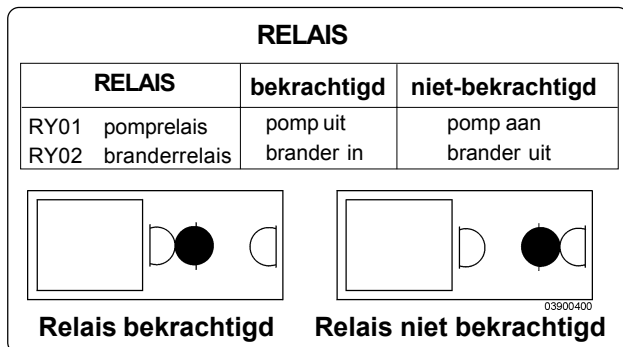 RELAIS
RELAIS bekrachtigd niet-bekrachtigd
RY01 pomprelais pomp uit pomp aan
RY02 branderrelais brander in brander uit
03900400
Relais bekrachtigd Relais niet bekrachtigd